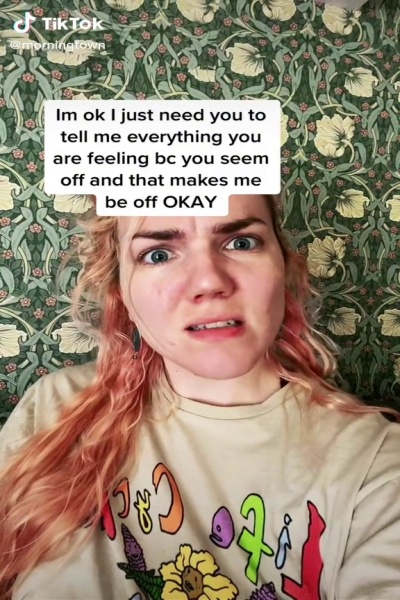 TikTok
@morningtown
Im ok I just need you to
tell me everything you
are feeling bc you seem
off and that makes me
be off OKAY